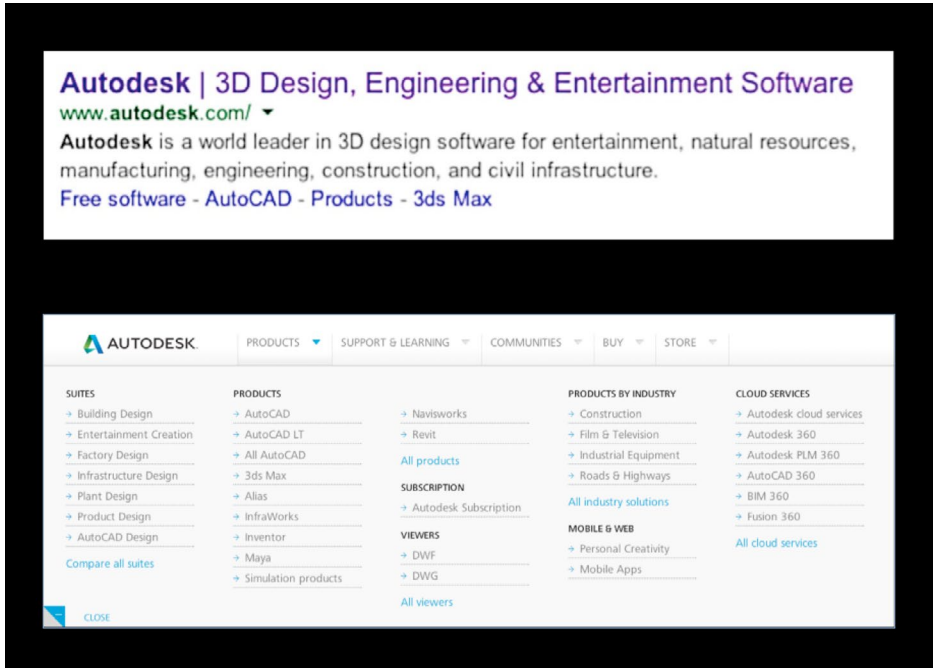 Autodesk | 3D Design, Engineering & Entertainment Software
www.autodesk.com/
Autodesk is a world leader in 3D design software for entertainment, natural resources,
manufacturing, engineering, construction, and civil infrastructure.
Free software - AutoCAD - Products - 3ds Max
AUTODESK.
PRODUCTS
SUPPORT & LEARNING
COMMUNITIES
BUY
STORE
SUITES
Building Design
Entertainment Creation
Factory Design
Infrastructure Design
Plant Design
Product Design
AutoCAD Design
Compare all suites
PRODUCTS
AutoCAD
AutoCAD LT
All AutoCAD
3ds Max
Alias
InfraWorks
Inventor
Maya
Simulation products
Navisworks
Revit
All products
SUBSCRIPTION
Autodesk Subscription
VIEWERS
DWF
DWG
All viewers
PRODUCTS BY INDUSTRY
Construction
Film & Television
Industrial Equipment
Roads & Highways
All industry solutions
MOBILE & WEB
Personal Creativity
Mobile Apps
CLOUD SERVICES
Autodesk cloud services
Autodesk 360
Autodesk PLM 360
AutoCAD 360
BIM 360
Fusion 360
All cloud services
CLOSE